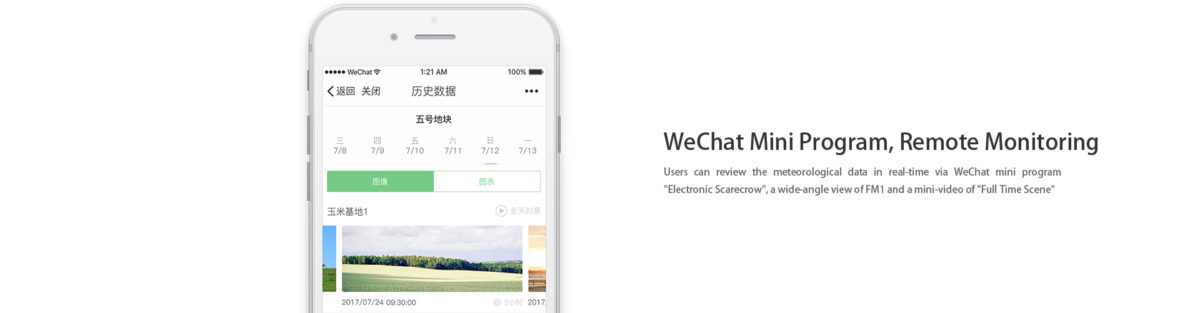 WeChat 1:21 AM 100%
返回 关闭 历史数据
五号地块
三 四 五 六 日 一
7/8 7/9 7/10 7/11 7/12 7/13
图像 图表
玉米基地1 全天时景
2017/07/24 09:30:00 2小时 2017
WeChat Mini Program, Remote Monitoring
Users can review the meteorological data in real-time via WeChat mini program
"Electronic Scarecrow", a wide-angle view of FM1 and a mini-video of "Full Time Scene"